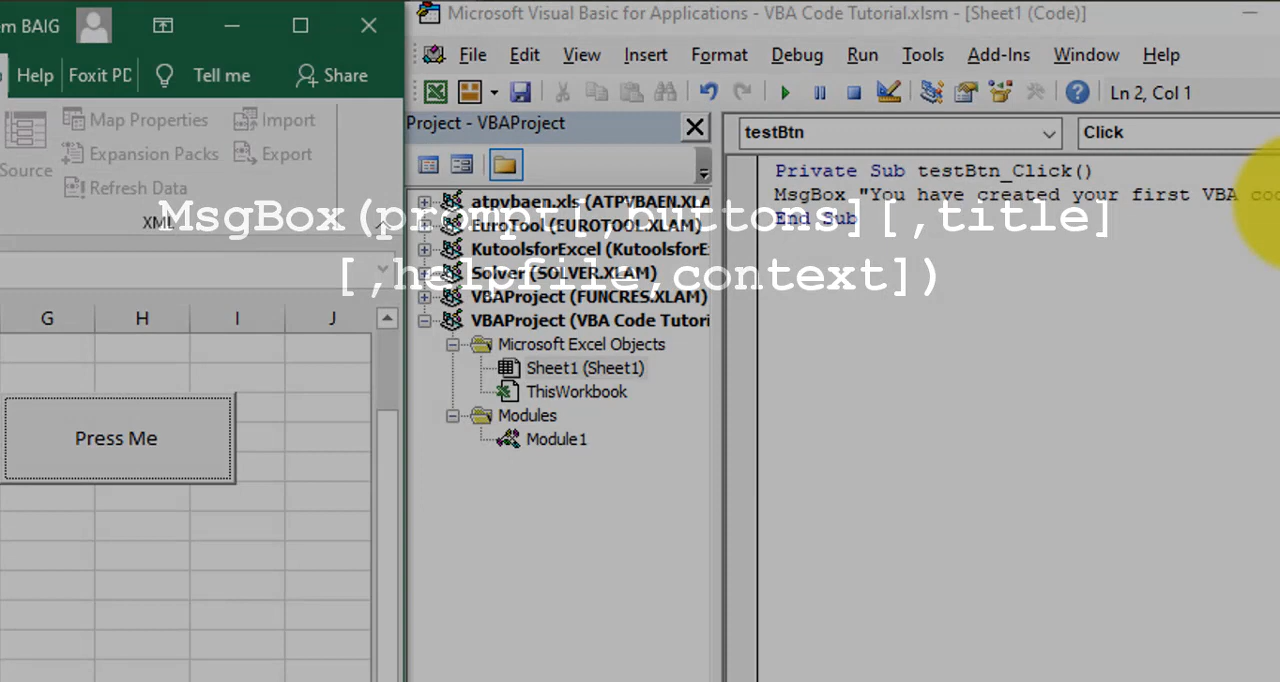 m BAIG
Help
Foxit PD
Tell me
Share
Source
Map Properties
Expansion Packs
Refresh Data
Import
Export
XML
G H I J
Press Me
Microsoft Visual Basic for Applications - VBA Code Tutorial.xlsm - [Sheet1 (Code)]
File Edit View Insert Format Debug Run Tools Add-Ins Window Help
Ln 2, Col 1
Project - VBAProject
atpvbaen.xls (ATPVBAEN.XLA
EuroTool (EUROTOOL.XLAM)
KutoolsforExcel (KutoolsforE
Solver (SOLVER.XLAM)
VBAProject (FUNCRES.XLAM)
VBAProject (VBA Code Tutori
Microsoft Excel Objects
Sheet1 (Sheet1)
ThisWorkbook
Modules
Module1
testBtn
Click
Private Sub testBtn_Click()
MsgBox "You have created your first VBA co
End Sub
MsgBox(prompt[,buttons][,title]
[,helpfile,context])